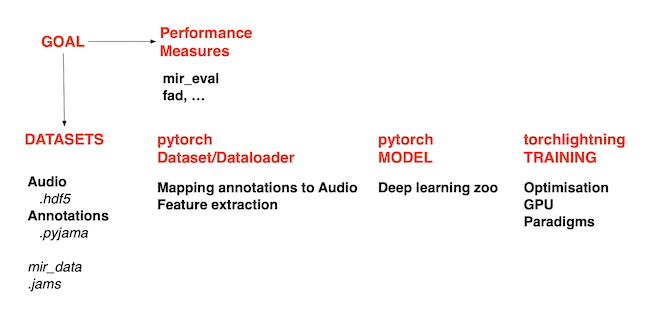 GOAL
Performance
Measures
mir_eval
fad, ...
DATASETS
Audio
.hdf5
Annotations
.pyjama
mir_data
.jams
pytorch
Dataset/Dataloader
Mapping annotations to Audio
Feature extraction
pytorch
MODEL
Deep learning zoo
torchlightning
TRAINING
Optimisation
GPU
Paradigms